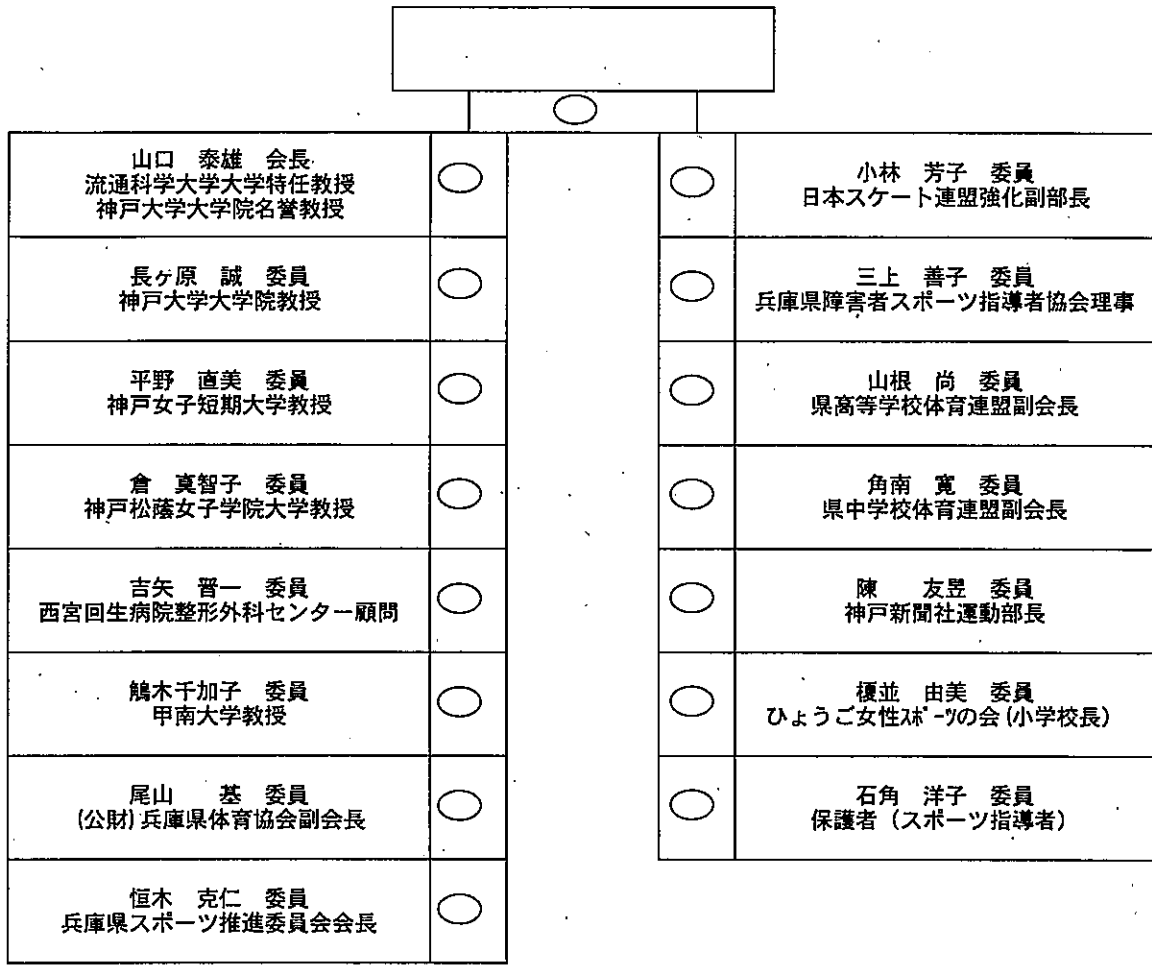 山口　泰雄　会長
流通科学大学大学特任教授
神戸大学大学院名誉教授
長ヶ原　誠　委員
神戸大学大学院教授
平野　直美　委員
神戸女子短期大学教授
倉　真智子　委員
神戸松蔭女子学院大学教授
吉矢　晋一　委員
西宮回生病院整形外科センター顧問
鵤木千加子　委員
甲南大学教授
尾山　　基　委員
(公財)兵庫県体育協会副会長
恒木　克仁　委員
兵庫県スポーツ推進委員会会長
小林　芳子　委員
日本スケート連盟強化副部長
三上　善子　委員
兵庫県障害者スポーツ指導者協会理事
山根　尚　委員
県高等学校体育連盟副会長
角南　寛　委員
県中学校体育連盟副会長
陳　　友昱　委員
神戸新聞社運動部長
榎並　由美　委員
ひょうご女性ｽﾎﾟｰﾂの会(小学校長)
石角　洋子　委員
保護者（スポーツ指導者）